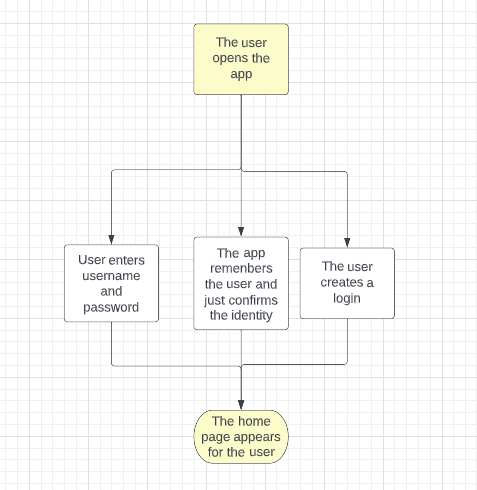 The user
opens the
app
User enters
username
and
password
The app
remenbers
the user and
just confirms
the identity
The user
creates a
login
The home
page appears
for the user